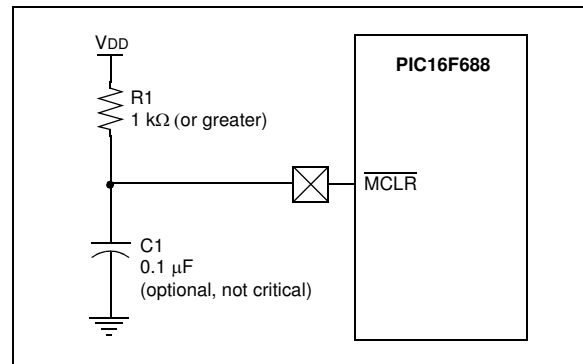 VDD
PIC16F688
R1
1 kΩ (or greater)
MCLR
C1
0.1 μF
(optional, not critical)